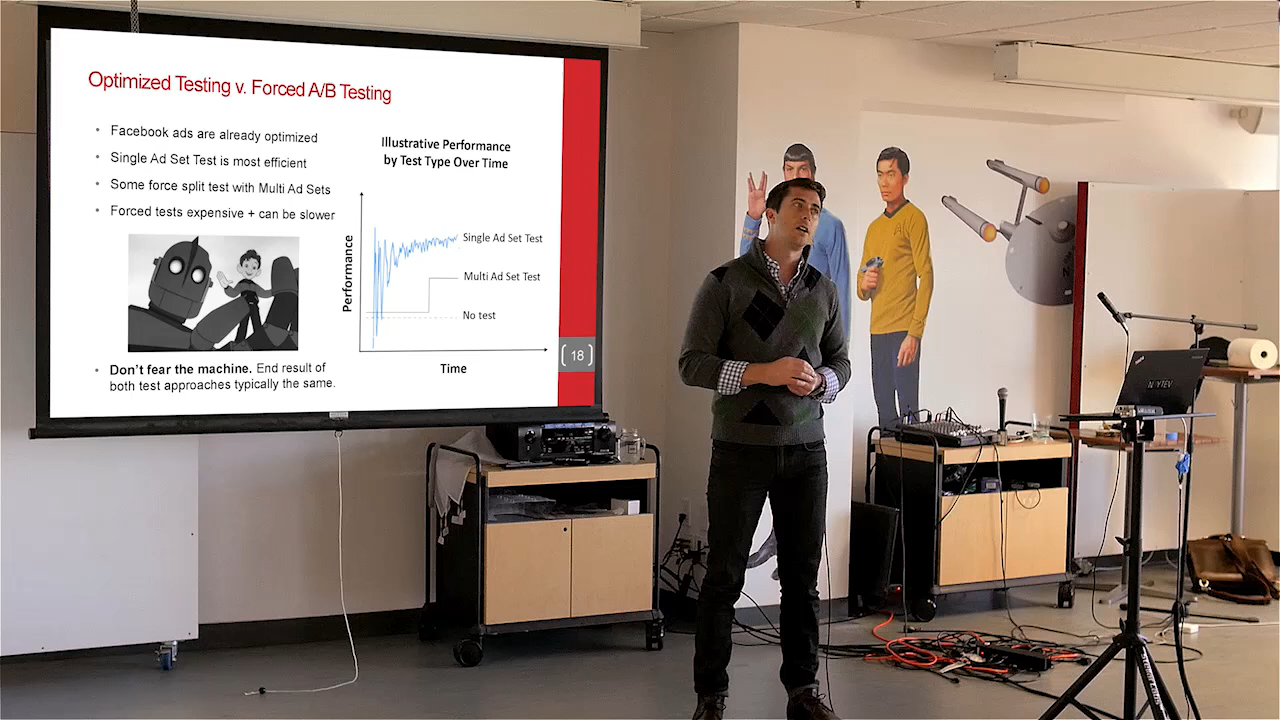 Optimized Testing v. Forced A/B Testing
• Facebook ads are already optimized
• Single Ad Set Test is most efficient
• Some force split test with Multi Ad Sets
• Forced tests expensive + can be slower
Illustrative Performance
by Test Type Over Time
Performance
Single Ad Set Test
Multi Ad Set Test
No test
Time
• Don't fear the machine. End result of
both test approaches typically the same.
18